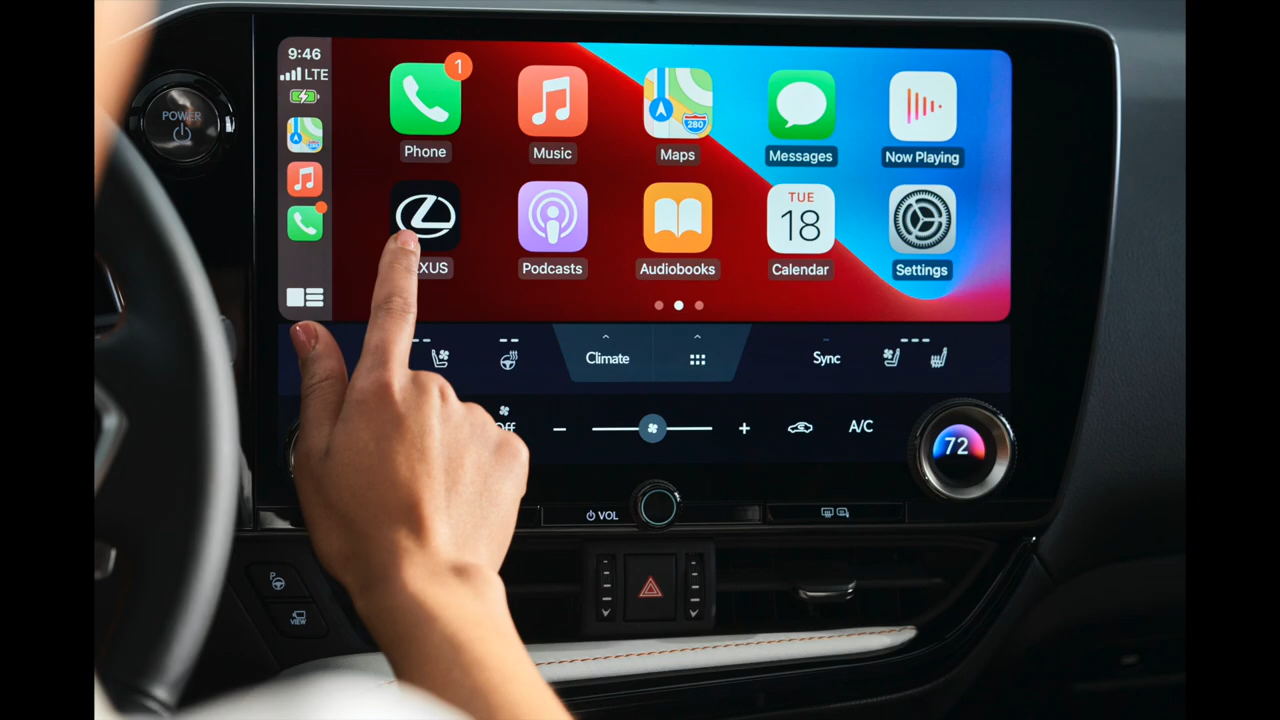 9:46
LTE
POWER
1
Phone
Music
280
Maps
Messages
Now Playing
XUS
Podcasts
Audiobooks
TUE
18
Calendar
Settings
Climate
Sync
Off
−
+
A/C
72
VOL
P
VIEW